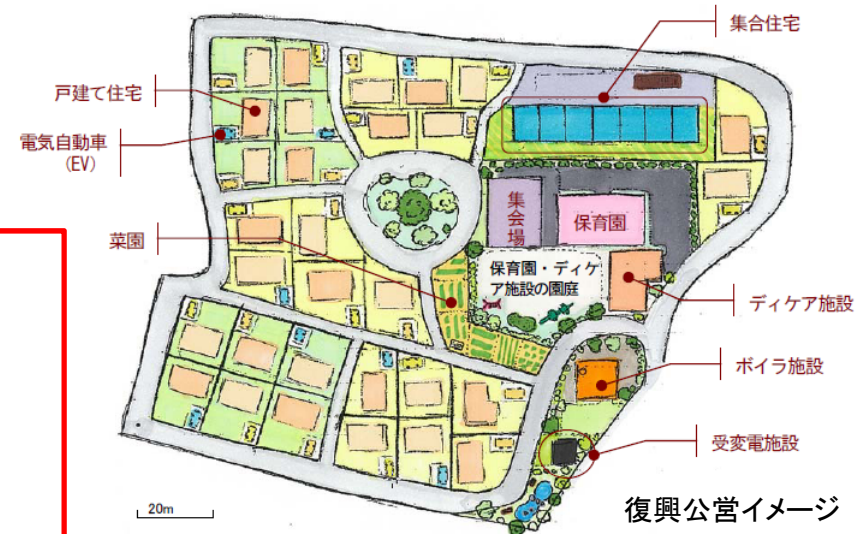 集合住宅
戸建て住宅
電気自動車
(EV)
菜園
集会場
保育園
保育園・ディケ
ア施設の園庭
ディケア施設
ボイラ施設
受変電施設
20m
復興公営イメージ